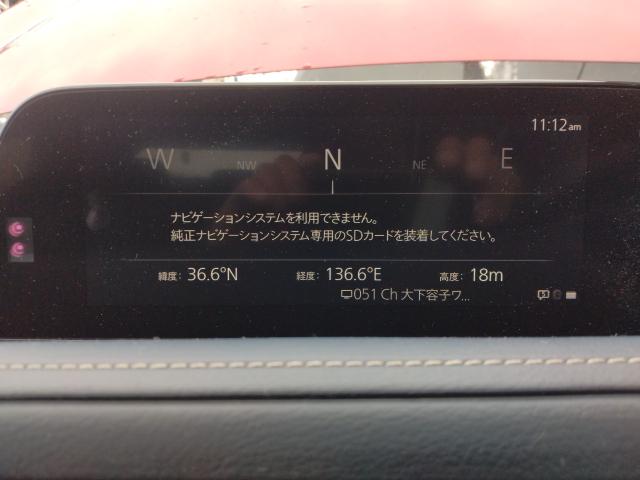 11:12am
W NW N NE E
ナビゲーションシステムを利用できません。
純正ナビゲーションシステム専用のSDカードを装着してください。
緯度: 36.6°N 経度: 136.6°E 高度: 18m
051 Ch 大下容子ワ...